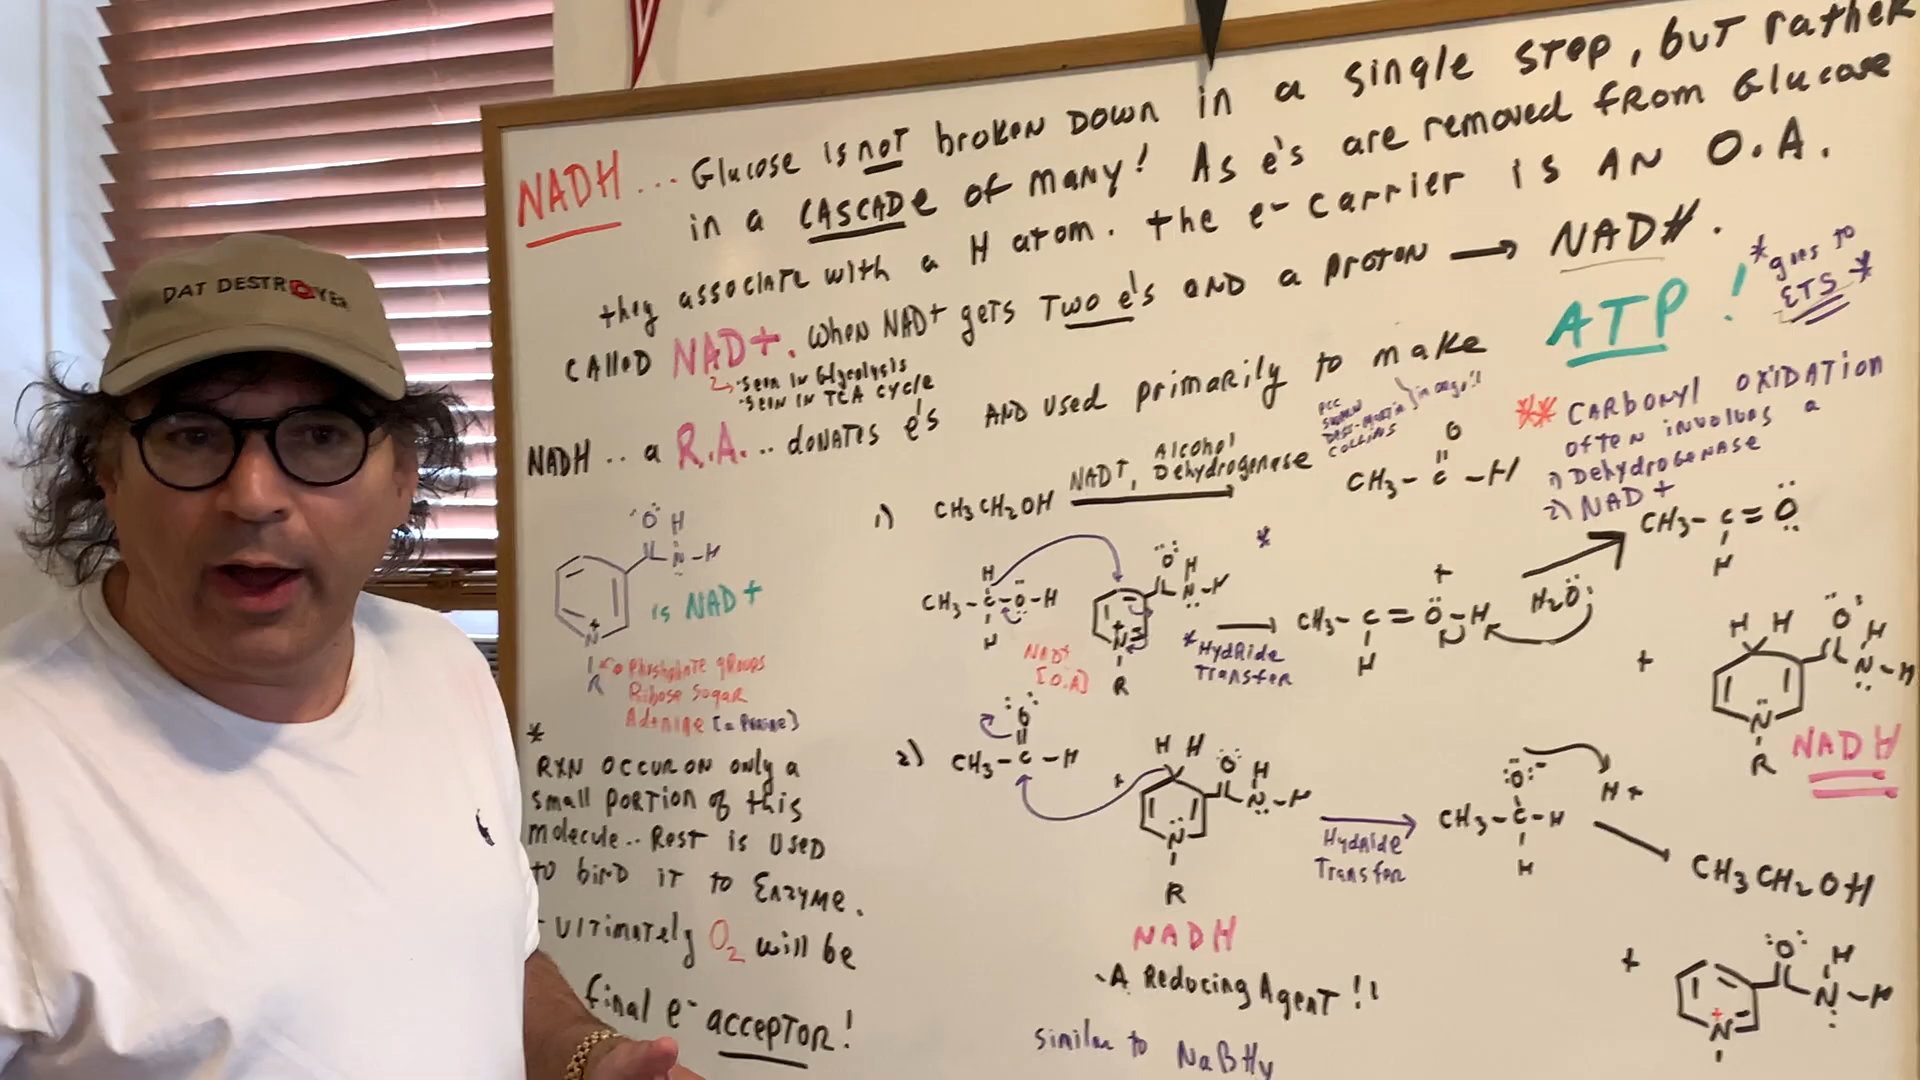 DAT DESTROYER
NADH... Glucose is not broken DOWN in a single step, but rather
in a CASCADE of many! As e's are removed from Glucose
they associate with a H atom. the e- carrier is AN O.A.
CALLED NAD+. When NAD+ gets Two e's AND a proton → NADH.
• Seen in Glycolysis
• SEEN IN TCA CYCLE
* goes to
ETS *
NADH.. a R.A... donates e's AND used primarily to make ATP!
PCC
SWERN
COLLINS
** CARBONYL OXIDATION
often involves a
1) DehydroGENASE
2) NAD+
1) CH3CH2OH NAD+, Alcohol Dehydrogenase → CH3-C-H
O
O H
N-H
is NAD+
N+
R
Phosphate groups
Ribose Sugar
Adenine [a Purine]
H
CH3-C-O-H
H
O H
N-H
N
R
NAD+
[O.A]
* Hydride
Transfer
*
+
CH3-C=O-H
H
H2O
CH3-C=O
H
+
H H O H
N-H
N
R
NADH
*
RXN OCCUR ON only a
small portion of this
molecule.. Rest is used
to bind it to Enzyme.
- Ultimately O2 will be
final e- acceptor!
2) CH3-C-H
O
+
H H O H
N-H
N
R
NADH
- A Reducing Agent!!
similar to NaBH4
Hydride
Transfer
O-
CH3-C-H
H
H+
CH3CH2OH
+
O H
N-H
+
N